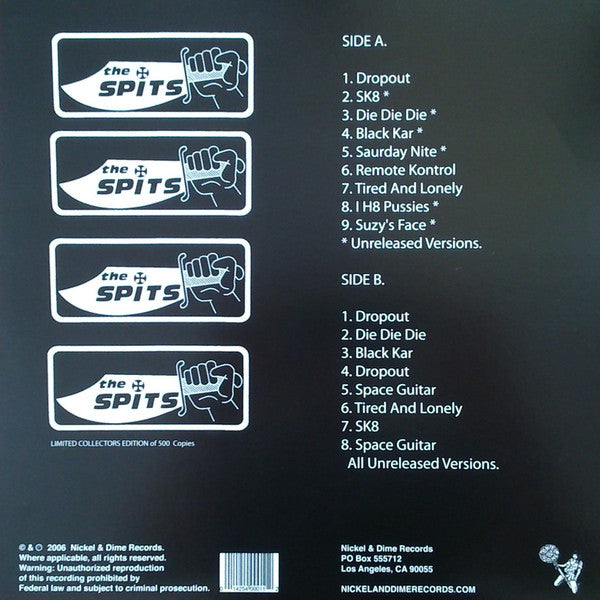 the
SPITS
the
SPITS
the
SPITS
the
SPITS
LIMITED COLLECTORS EDITION of 500 Copies
SIDE A.
1. Dropout
2. SK8 *
3. Die Die Die *
4. Black Kar *
5. Saurday Nite *
6. Remote Kontrol
7. Tired And Lonely
8. I H8 Pussies *
9. Suzy's Face *
* Unreleased Versions.
SIDE B.
1. Dropout
2. Die Die Die
3. Black Kar
4. Dropout
5. Space Guitar
6. Tired And Lonely
7. SK8
8. Space Guitar
All Unreleased Versions.
© & ℗ 2006 Nickel & Dime Records.
Where applicable, all rights reserved.
Warning: Unauthorized reproduction
of this recording prohibited by
Federal law and subject to criminal prosecution.
Nickel & Dime Records
PO Box 555712
Los Angeles, CA 90055
NICKELANDDIMERECORDS.COM